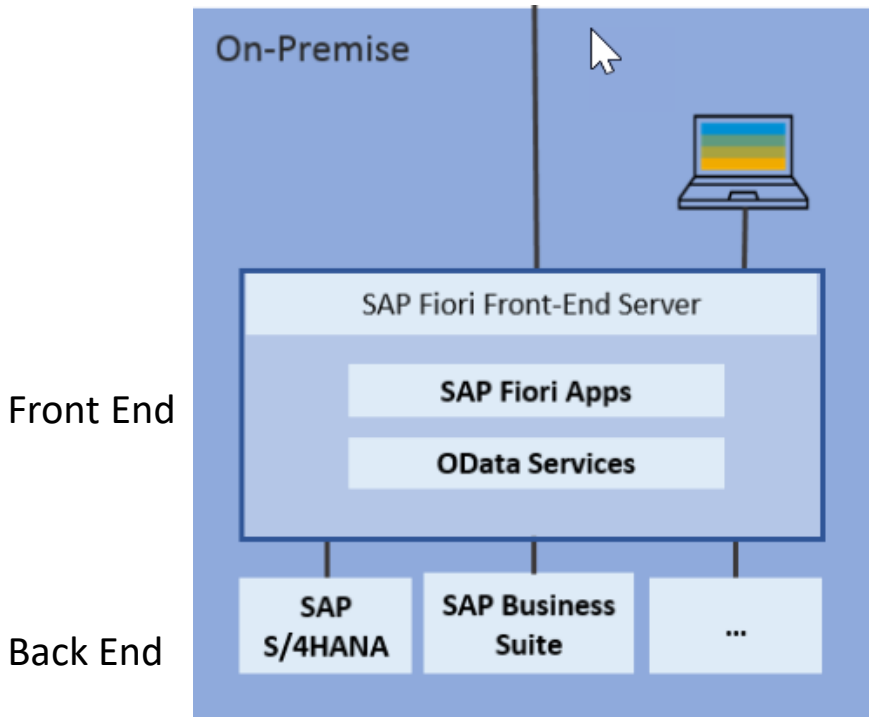 On-Premise
SAP Fiori Front-End Server
Front End
SAP Fiori Apps
OData Services
Back End
SAP
S/4HANA
SAP Business
Suite
...